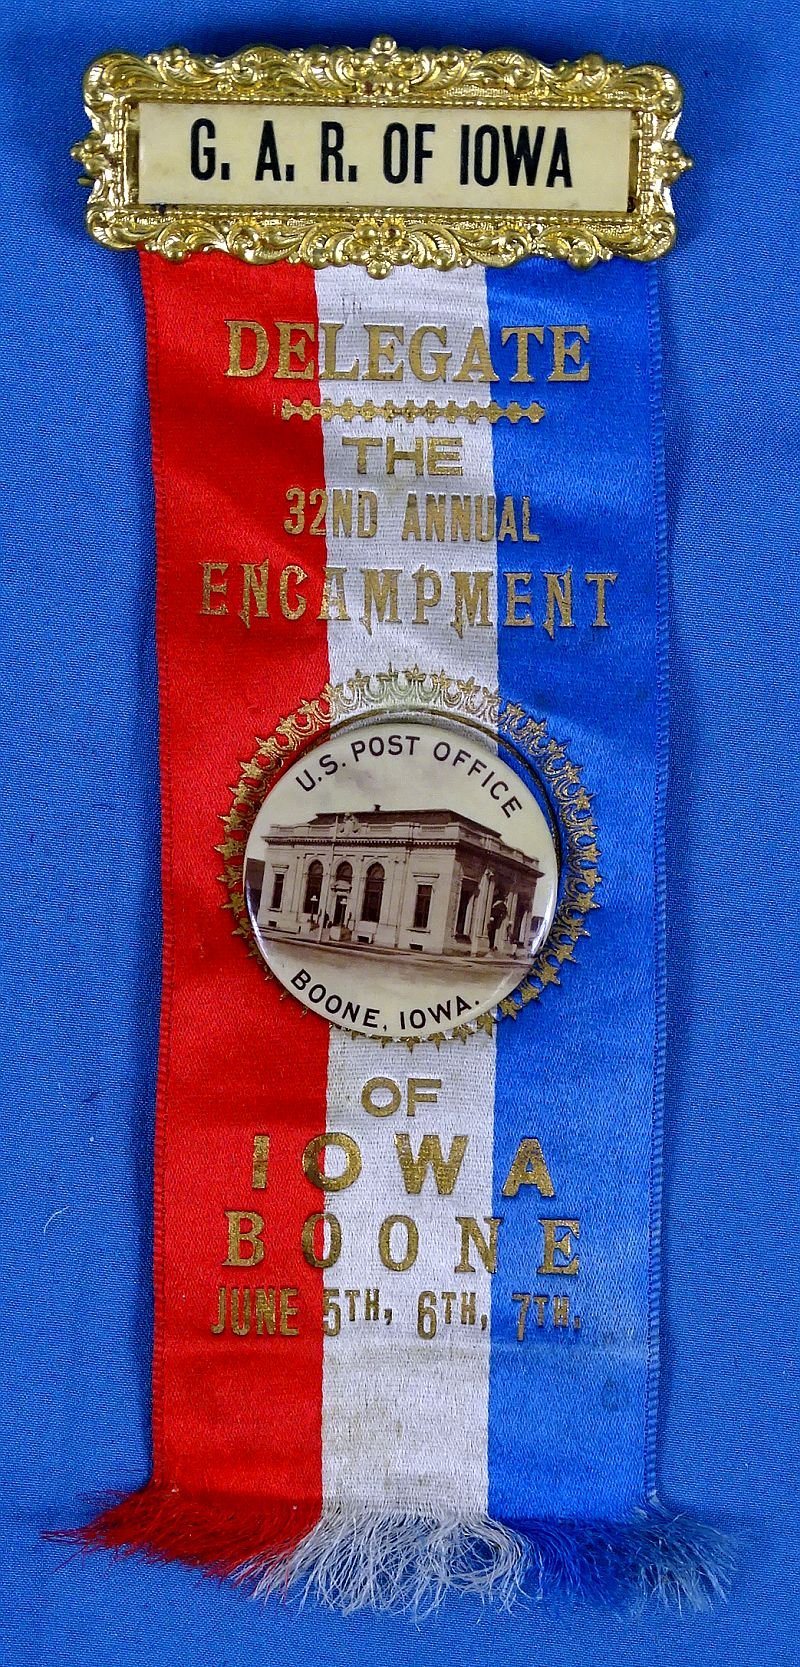 G. A. R. OF IOWA
DELEGATE
THE
32ND ANNUAL
ENCAMPMENT
U.S. POST OFFICE
BOONE, IOWA.
OF
IOWA
BOONE
JUNE 5TH, 6TH, 7TH.